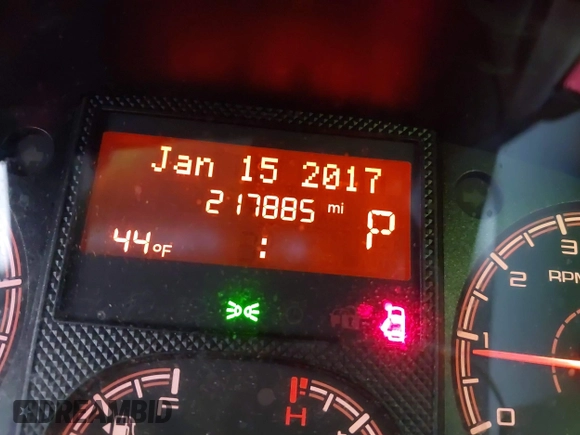 Jan 15 2017
217885 mi
P
44°F :
3
2
RPM
1
0
F
H
DREAMBID